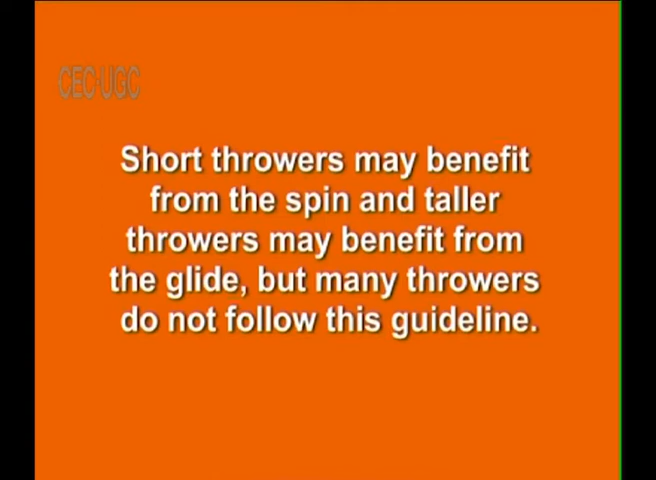 CEC-UGC
Short throwers may benefit
from the spin and taller
throwers may benefit from
the glide, but many throwers
do not follow this guideline.